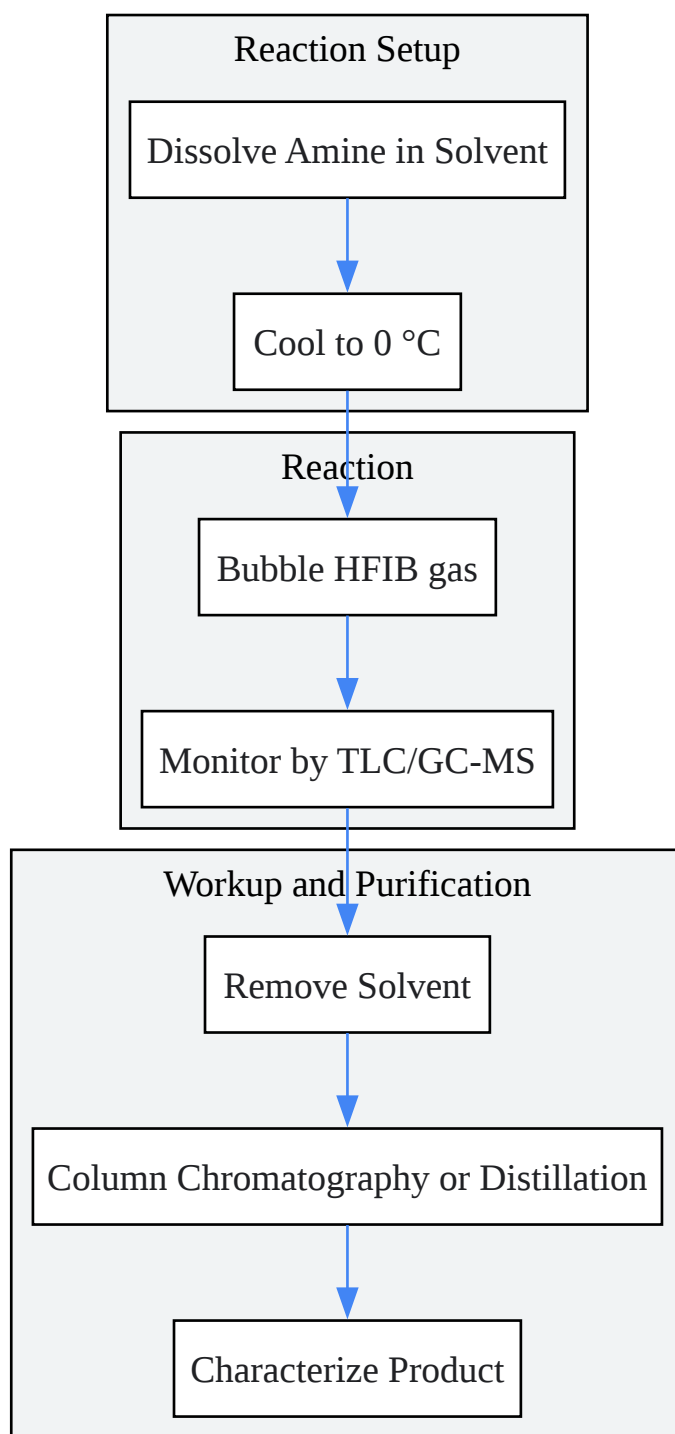 Reaction Setup
Dissolve Amine in Solvent
Cool to 0 °C
Reaction
Bubble HFIB gas
Monitor by TLC/GC-MS
Workup and Purification
Remove Solvent
Column Chromatography or Distillation
Characterize Product